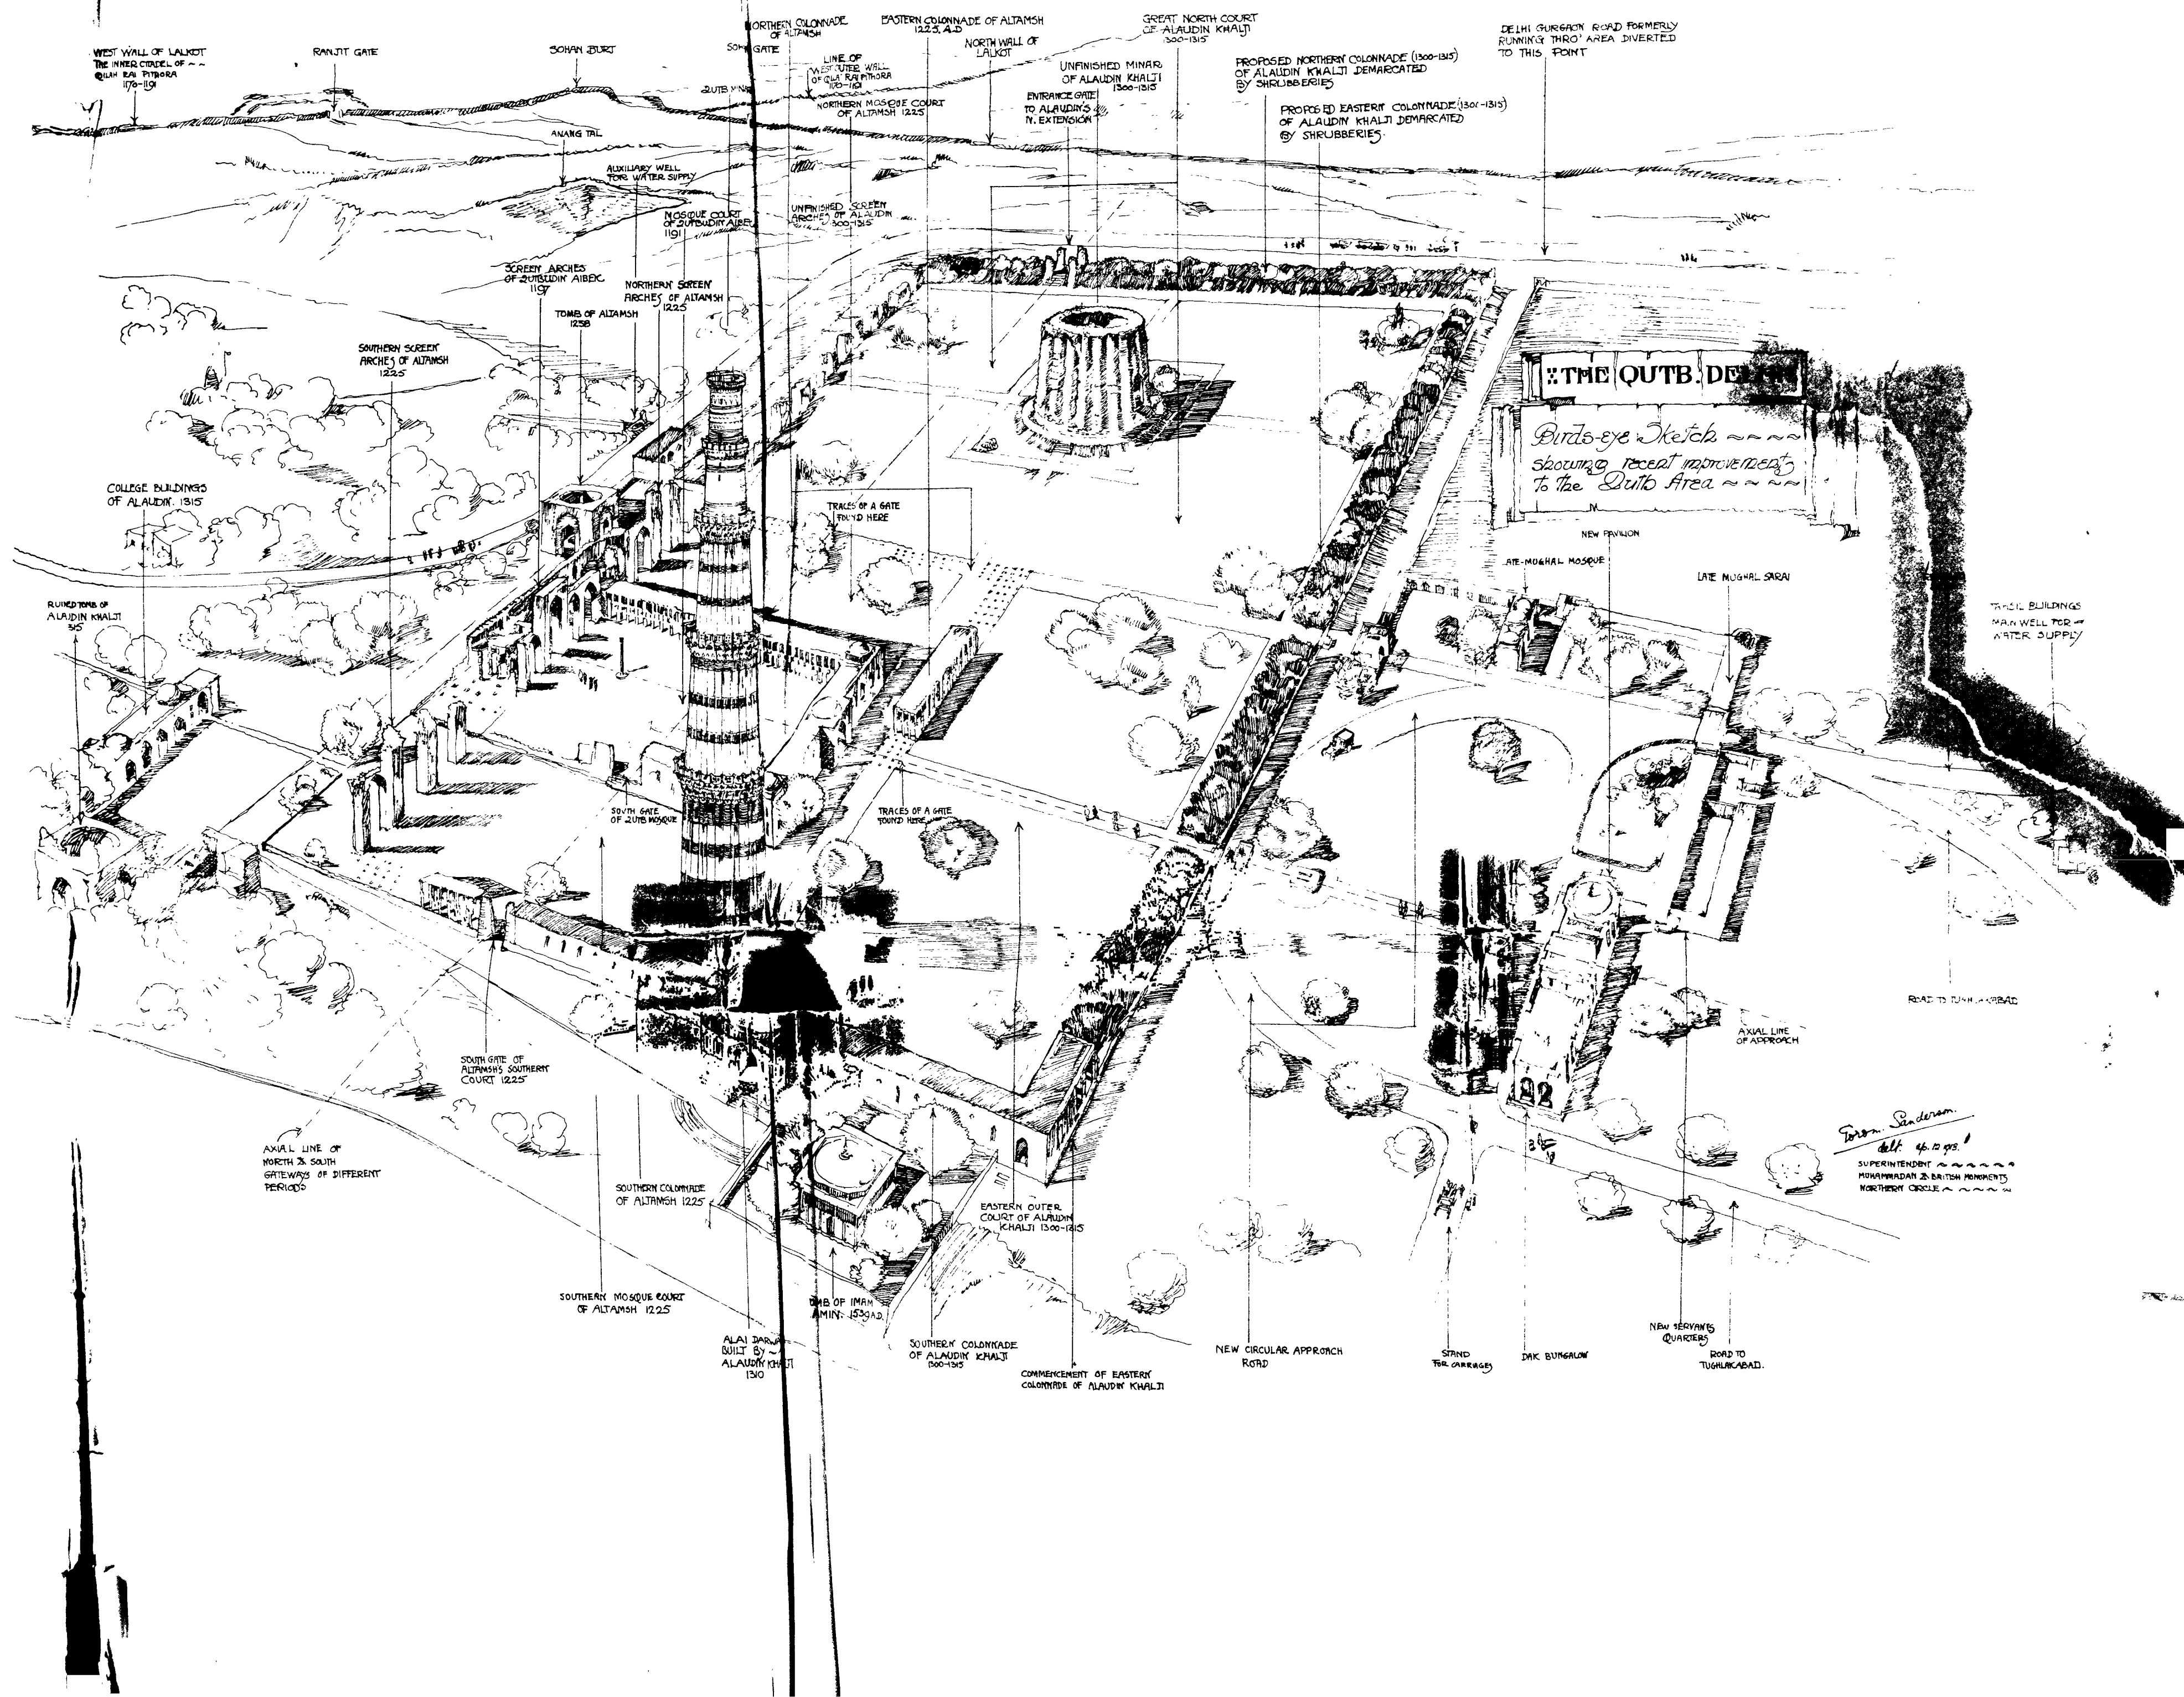 WEST WALL OF LALKOT
THE INNER CITADEL OF ~ ~
QILAH RAI PITHORA
1170-1191
RANJIT GATE
SOHAN BURJ
SOHN GATE
NORTHERN COLONNADE
OF ALTAMSH
EASTERN COLONNADE OF ALTAMSH
1225, A.D
NORTH WALL OF
LALKOT
GREAT NORTH COURT
OF ALAUDIN KHALJI
1300-1315
DELHI GURGAON ROAD FORMERLY
RUNNING THRO' AREA DIVERTED
TO THIS POINT
LINE OF
WEST OUTER WALL
OF QILA' RAI PITHORA
1170-1191
UNFINISHED MINAR
OF ALAUDIN KHALJI
1300-1315
PROPOSED NORTHERN COLONNADE (1300-1315)
OF ALAUDIN KHALJI DEMARCATED
BY SHRUBBERIES
QUTB MINAR
NORTHERN MOSQUE COURT
OF ALTAMSH 1225
ENTRANCE GATE
TO ALAUDIN'S
N. EXTENSION
PROPOSED EASTERN COLONNADE (1300-1315)
OF ALAUDIN KHALJI DEMARCATED
BY SHRUBBERIES.
ANANG TAL
AUXILIARY WELL
FOR WATER SUPPLY
MOSQUE COURT
OF QUTBUDIN AIBEK
1191
UNFINISHED SCREEN
ARCHES OF ALAUDIN
1300-1315
SCREEN ARCHES
OF QUTBUDIN AIBEK
1197
NORTHERN SCREEN
ARCHES OF ALTAMSH
1225
TOMB OF ALTAMSH
1238
SOUTHERN SCREEN
ARCHES OF ALTAMSH
1225
THE QUTB. DELHI
Birds-eye Sketch ~ ~ ~ ~
showing recent improvements
to the Qutb Area ~ ~ ~ ~
COLLEGE BUILDINGS
OF ALAUDIN. 1315
TRACES OF A GATE
FOUND HERE
NEW PAVILION
LATE-MUGHAL MOSQUE
LATE MUGHAL SARAI
RUINED TOMB OF
ALAUDIN KHALJI
1315
TAHSIL BUILDINGS
MAIN WELL FOR
WATER SUPPLY
SOUTH GATE
OF QUTB MOSQUE
TRACES OF A GATE
FOUND HERE
ROAD TO TUGHLAKABAD
AXIAL LINE
OF APPROACH
SOUTH GATE OF
ALTAMSH'S SOUTHERN
COURT 1225
AXIAL LINE OF
NORTH & SOUTH
GATEWAYS OF DIFFERENT
PERIODS
SOUTHERN COLONNADE
OF ALTAMSH 1225
EASTERN OUTER
COURT OF ALAUDIN
KHALJI 1300-1315
Gordon Sanderson.
delt.
SUPERINTENDENT ~ ~ ~ ~ ~ ~
MUHAMMADAN & BRITISH MONUMENTS
NORTHERN CIRCLE ~ ~ ~ ~ ~
SOUTHERN MOSQUE COURT
OF ALTAMSH 1225
TOMB OF IMAM
AMIN. 1539 A.D.
ALAI DARWAZA
BUILT BY ~
ALAUDIN KHALJI
1310
SOUTHERN COLONNADE
OF ALAUDIN KHALJI
1300-1315
COMMENCEMENT OF EASTERN
COLONNADE OF ALAUDIN KHALJI
NEW CIRCULAR APPROACH
ROAD
STAND
FOR CARRIAGES
DAK BUNGALOW
NEW SERVANTS
QUARTERS
ROAD TO
TUGHLAKABAD.